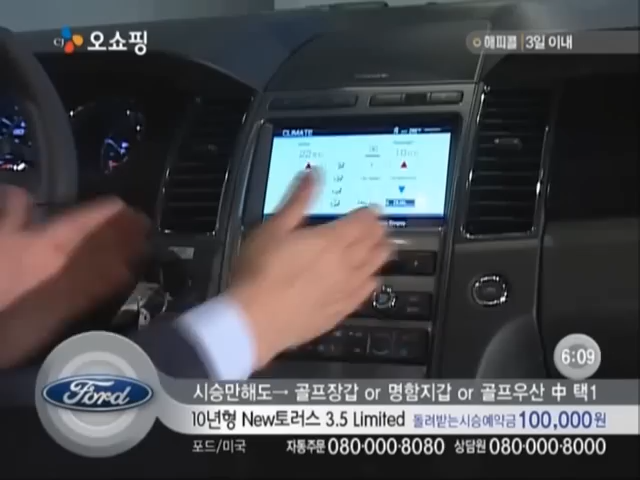 CJ 오쇼핑
해피콜 3일 이내
CLIMATE
6:09
Ford
시승만해도→ 골프장갑 or 명함지갑 or 골프우산 中 택1
10년형 New토러스 3.5 Limited 돌려받는시승예약금 100,000원
포드/미국 자동주문 080-000-8080 상담원 080-000-8000